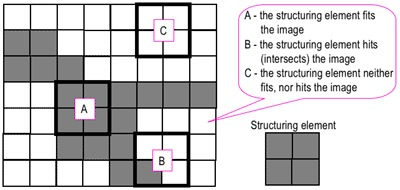 C
A
B
A - the structuring element fits
the image
B - the structuring element hits
(intersects) the image
C - the structuring element neither
fits, nor hits the image
Structuring element